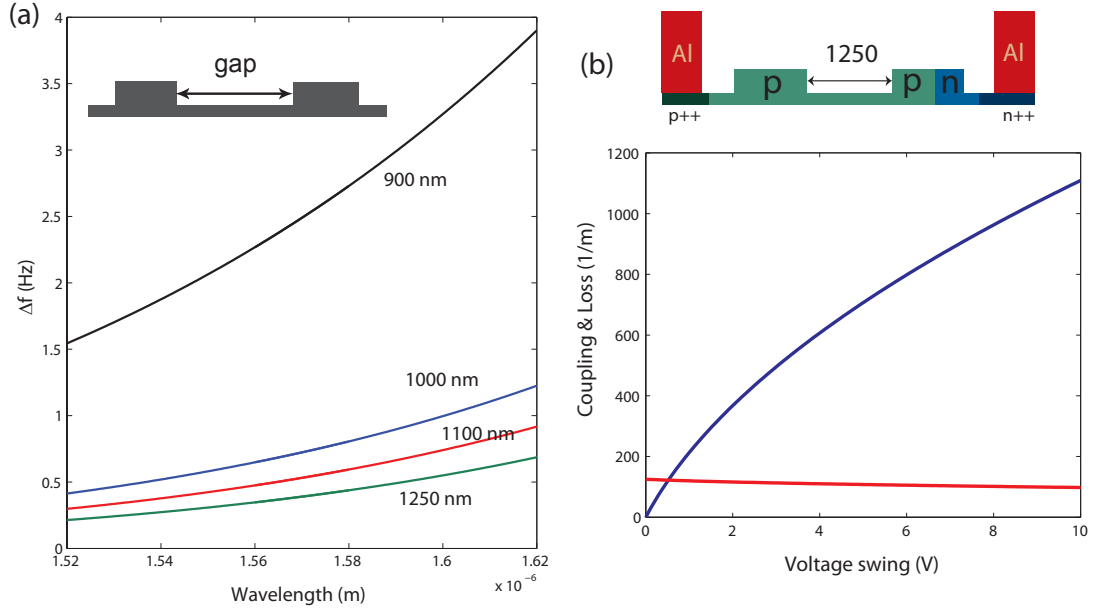 (a)
gap
900 nm
1000 nm
1100 nm
1250 nm
4
3.5
3
2.5
2
1.5
1
0.5
0
Δf (Hz)
1.52
1.54
1.56
1.58
1.6
1.62
x 10⁻⁶
Wavelength (m)
(b)
Al
Al
1250
p
p
n
p++
n++
1200
1000
800
600
400
200
0
Coupling & Loss (1/m)
0
2
4
6
8
10
Voltage swing (V)